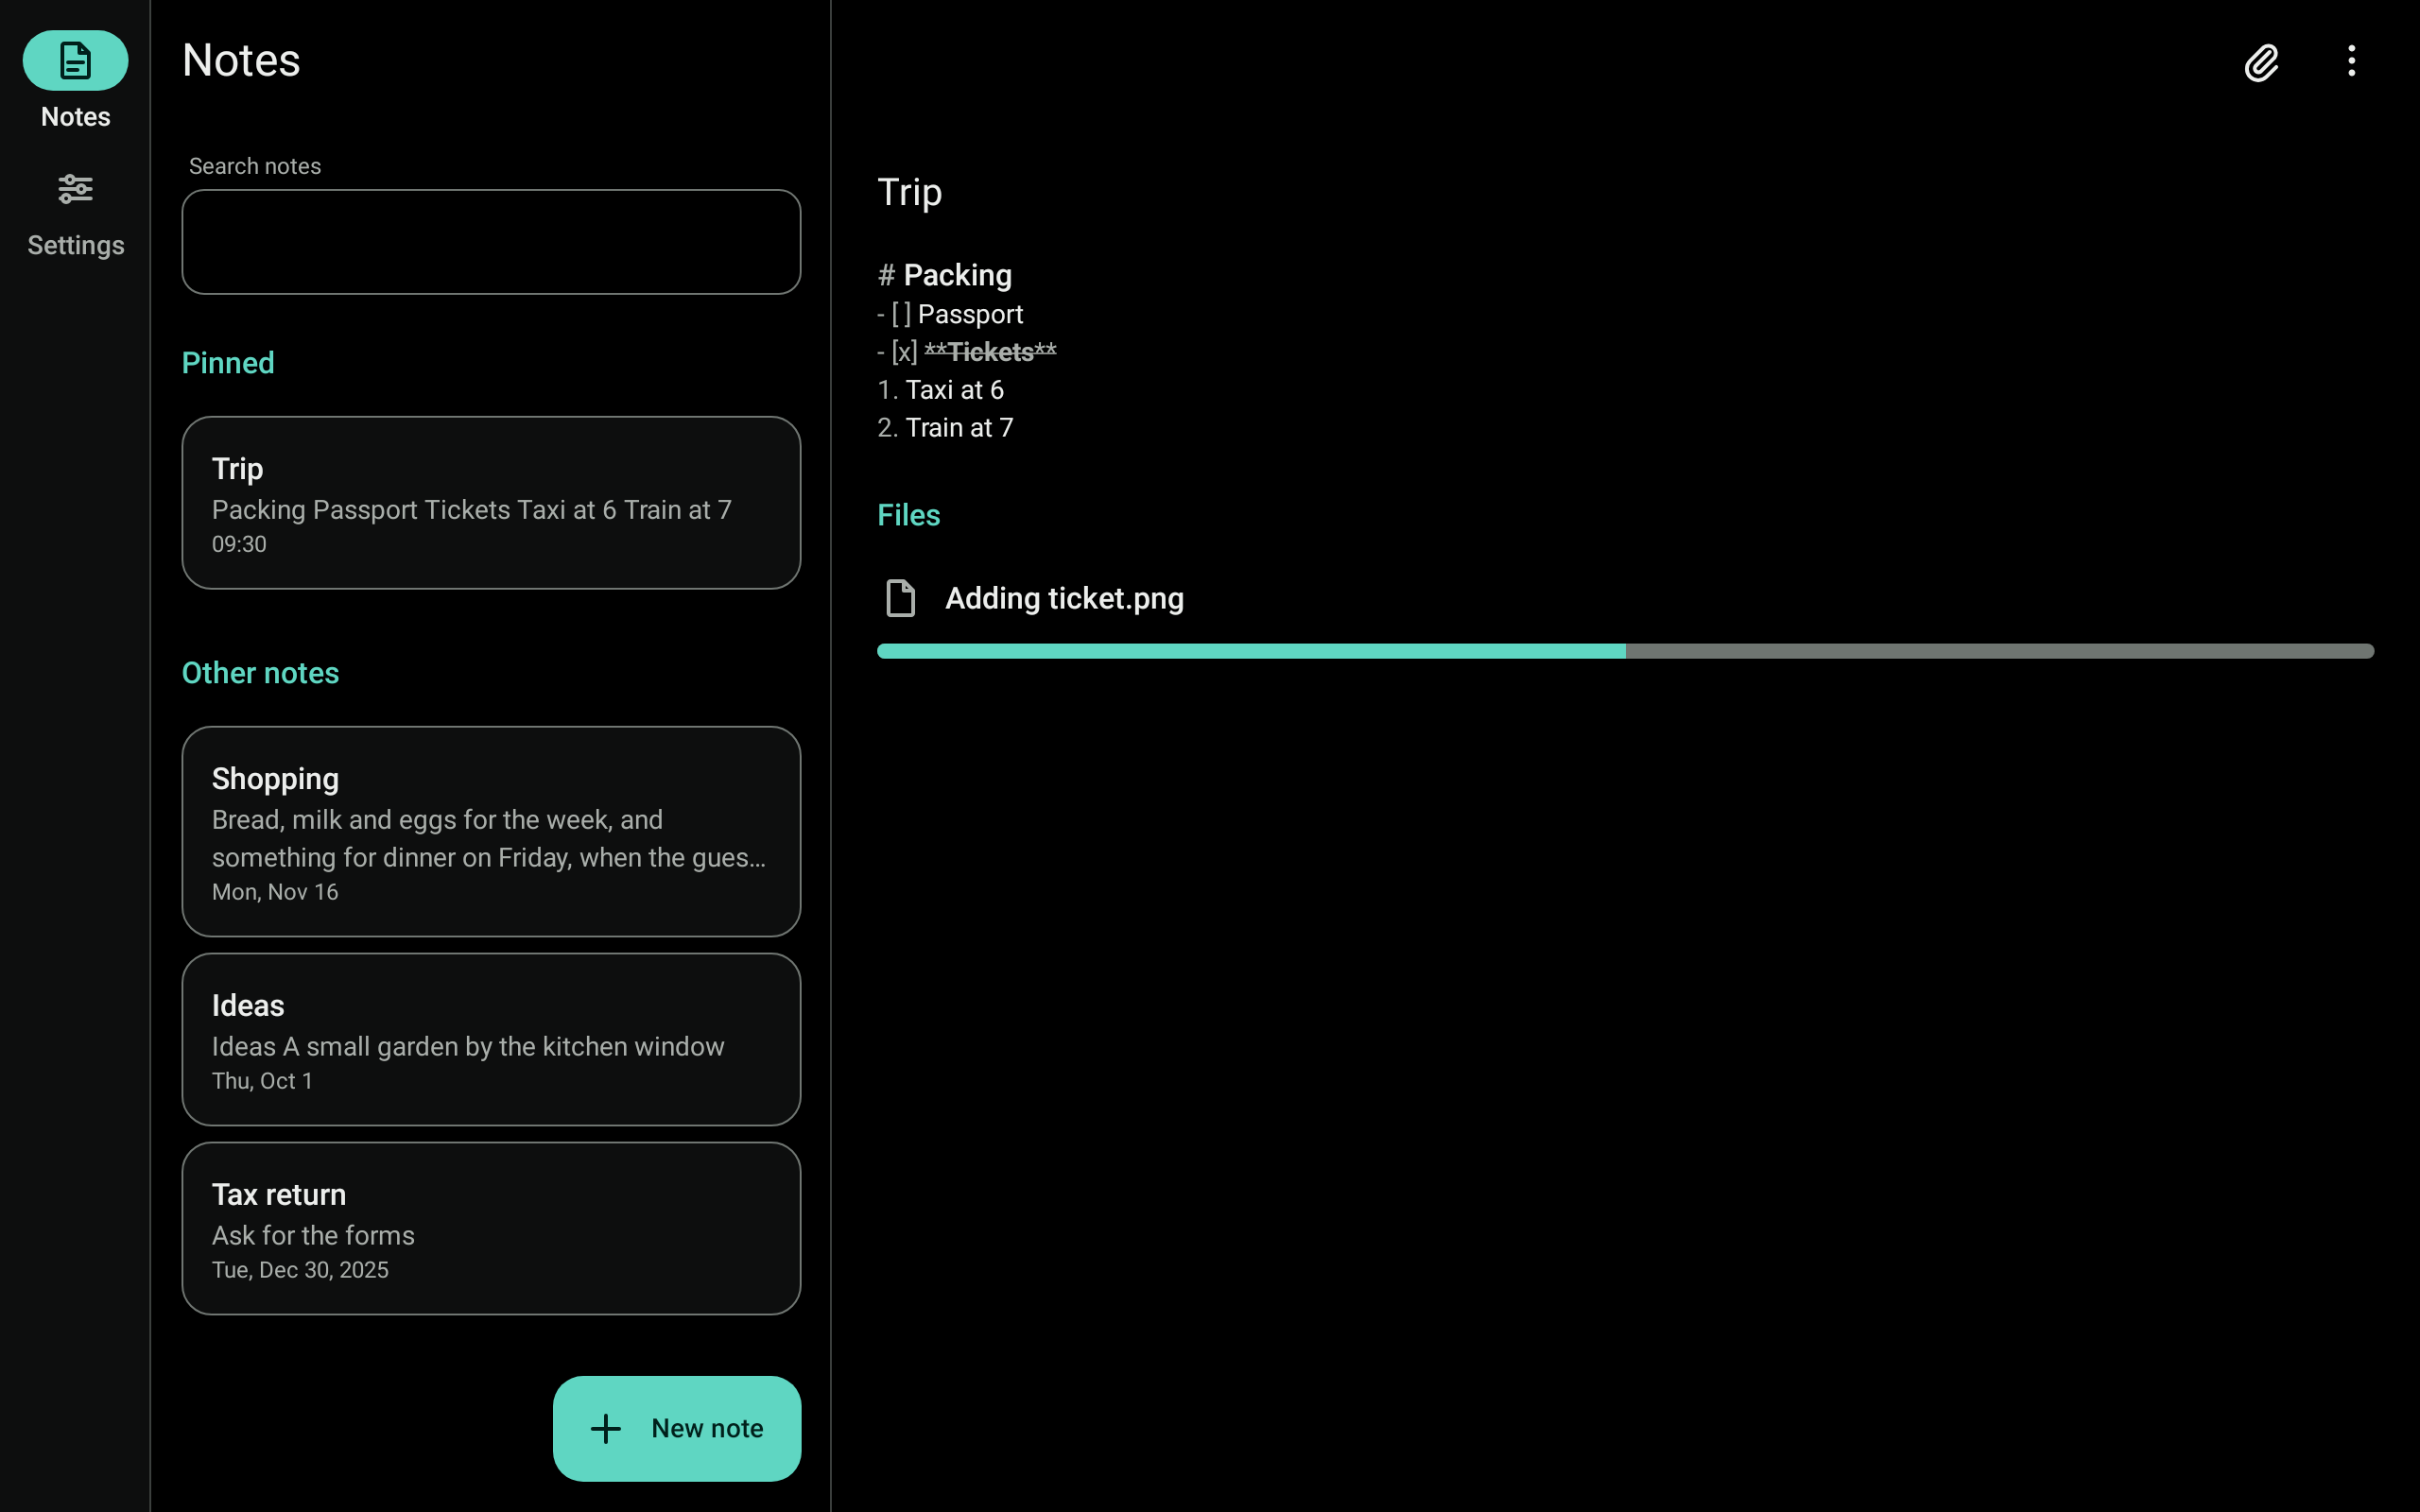 Notes
Settings
Notes
Search notes
Pinned
Trip
Packing Passport Tickets Taxi at 6 Train at 7
09:30
Other notes
Shopping
Bread, milk and eggs for the week, and
something for dinner on Friday, when the gues…
Mon, Nov 16
Ideas
Ideas A small garden by the kitchen window
Thu, Oct 1
Tax return
Ask for the forms
Tue, Dec 30, 2025
New note
Trip
# Packing
- [ ] Passport
- [x] **Tickets**
1. Taxi at 6
2. Train at 7
Files
Adding ticket.png